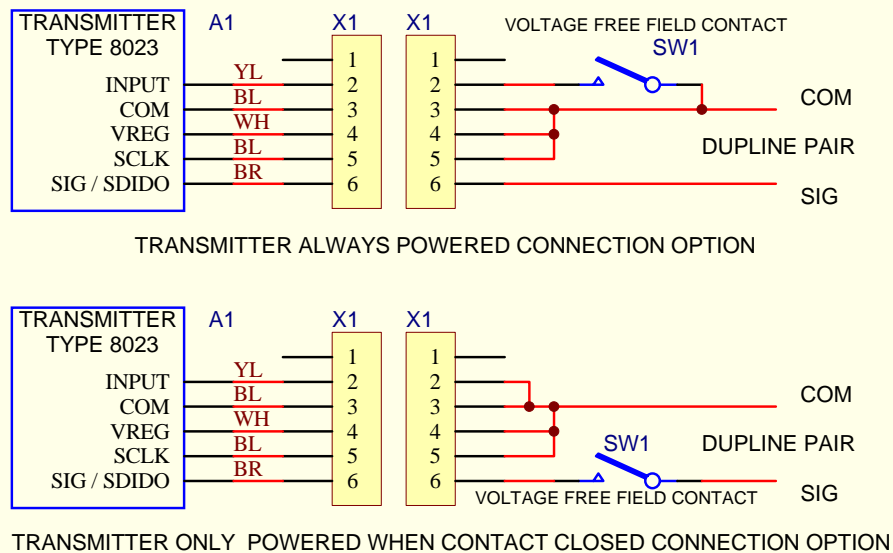 TRANSMITTER A1 X1 X1 VOLTAGE FREE FIELD CONTACT
TYPE 8023 SW1
1 1
INPUT YL 2 2
COM BL 3 3 COM
VREG WH 4 4
SCLK BL 5 5 DUPLINE PAIR
SIG / SDIDO BR 6 6 SIG
TRANSMITTER ALWAYS POWERED CONNECTION OPTION
TRANSMITTER A1 X1 X1
TYPE 8023
1 1
INPUT YL 2 2
COM BL 3 3 COM
VREG WH 4 4
SCLK BL 5 5 SW1 DUPLINE PAIR
SIG / SDIDO BR 6 6 VOLTAGE FREE FIELD CONTACT SIG
TRANSMITTER ONLY POWERED WHEN CONTACT CLOSED CONNECTION OPTION